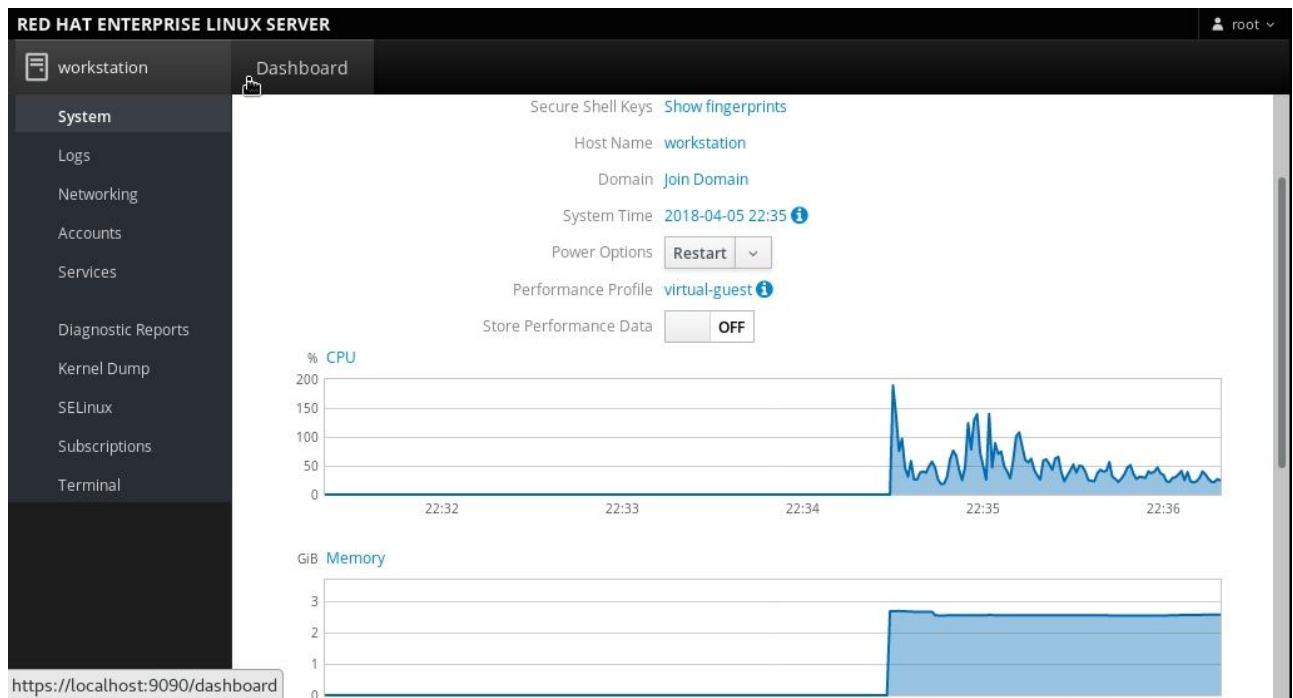 RED HAT ENTERPRISE LINUX SERVER
root
workstation
Dashboard
System
Logs
Networking
Accounts
Services
Diagnostic Reports
Kernel Dump
SELinux
Subscriptions
Terminal
Secure Shell Keys Show fingerprints
Host Name workstation
Domain Join Domain
System Time 2018-04-05 22:35
Power Options Restart
Performance Profile virtual-guest
Store Performance Data OFF
% CPU
200
150
100
50
0
22:32 22:33 22:34 22:35 22:36
GiB Memory
3
2
1
0
https://localhost:9090/dashboard